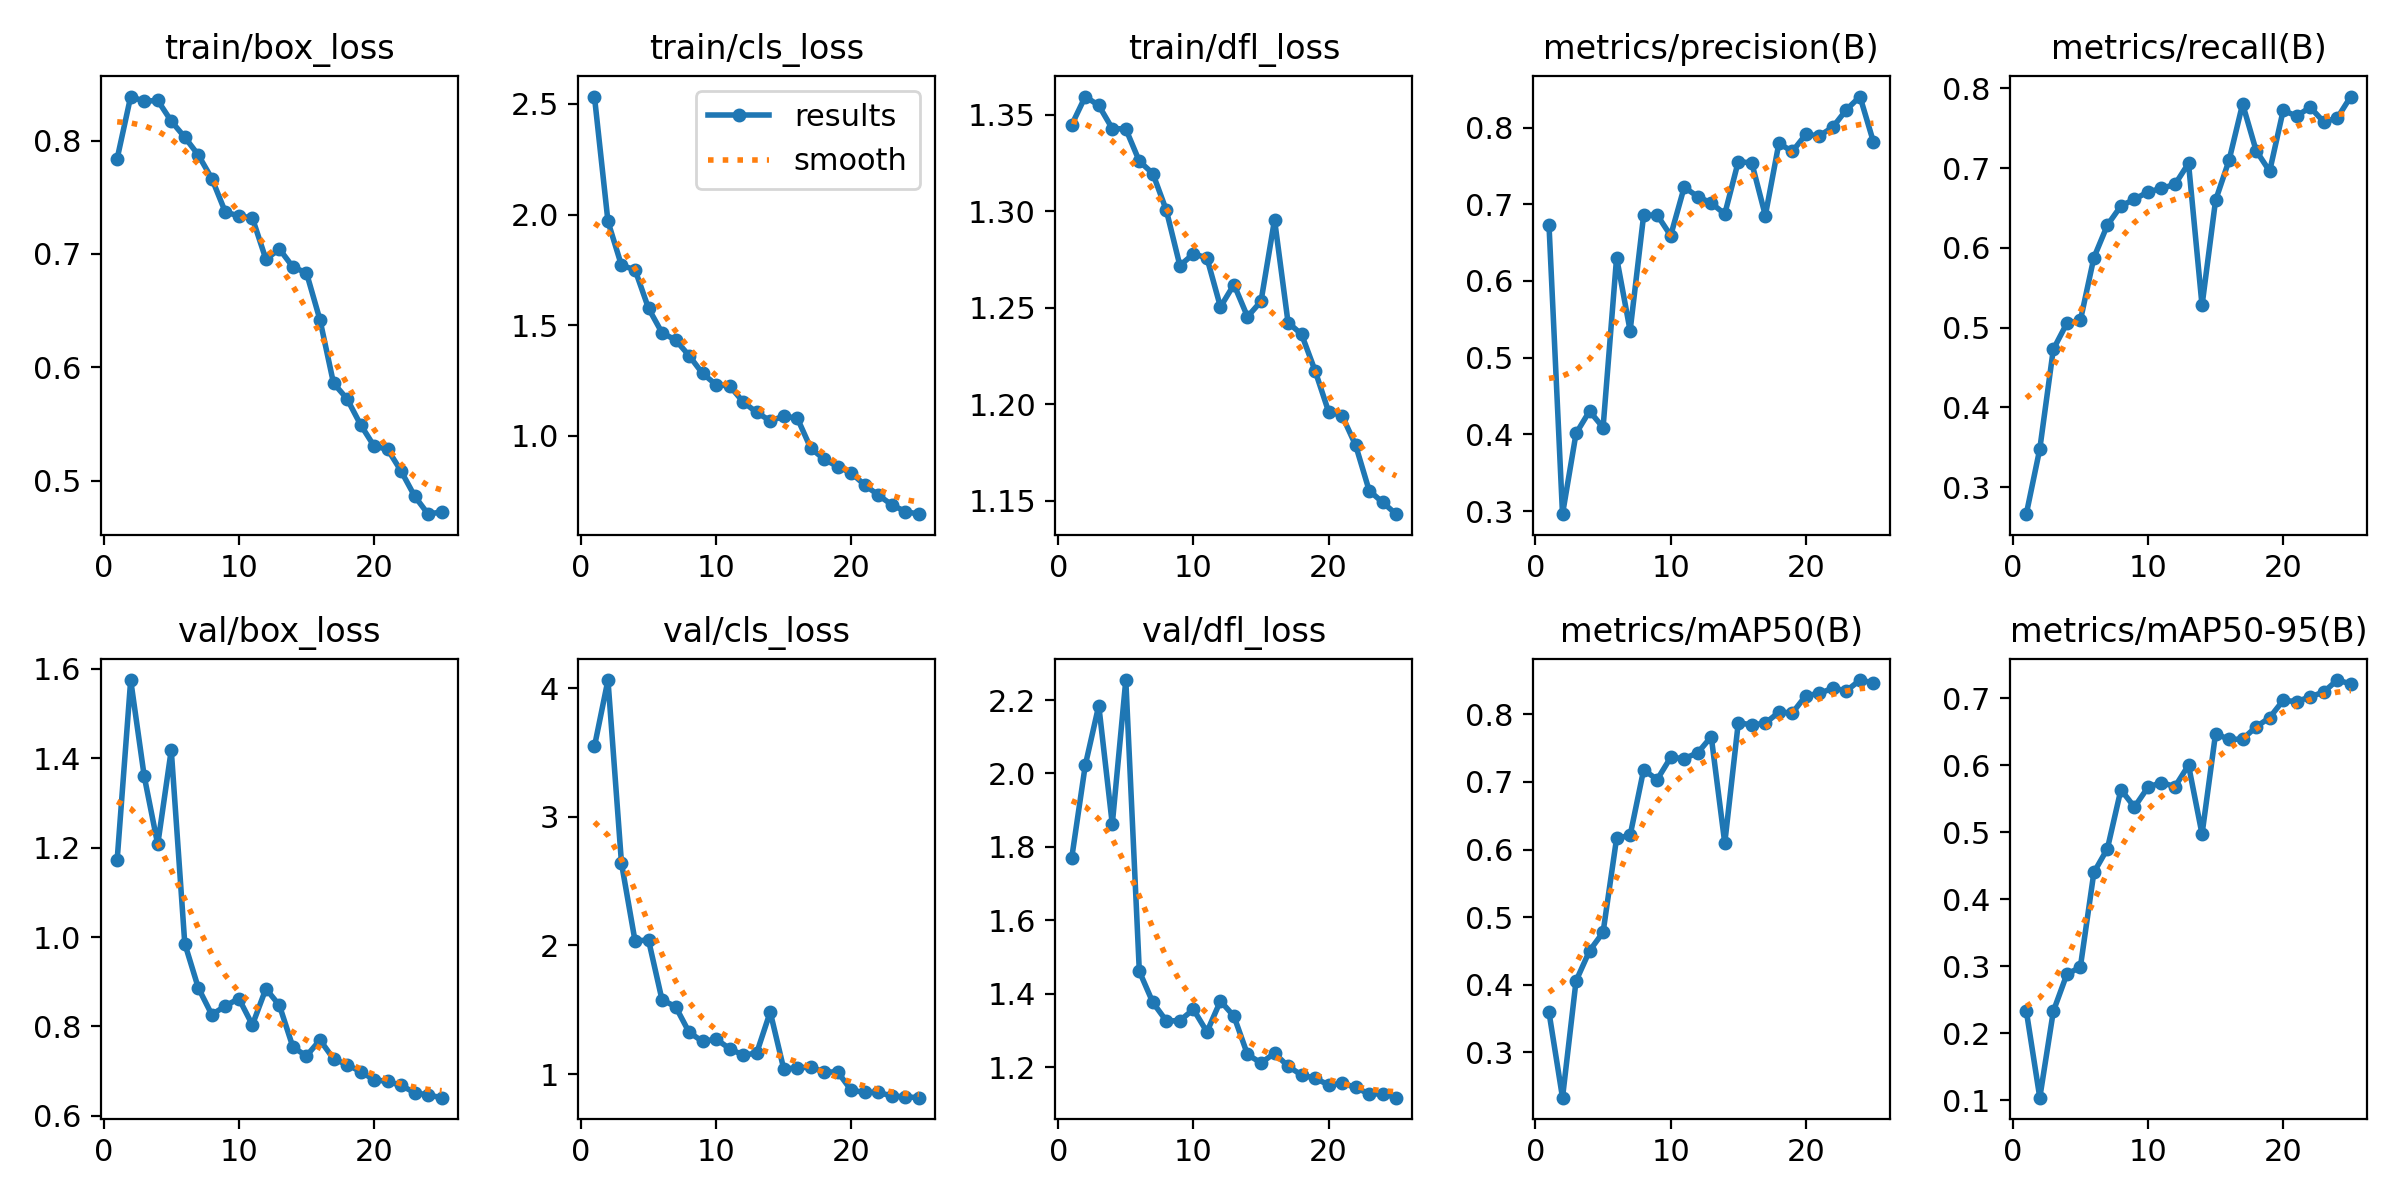 train/box_loss
0.8
0.7
0.6
0.5
0 10 20
train/cls_loss
results
smooth
2.5
2.0
1.5
1.0
0 10 20
train/dfl_loss
1.35
1.30
1.25
1.20
1.15
0 10 20
metrics/precision(B)
0.8
0.7
0.6
0.5
0.4
0.3
0 10 20
metrics/recall(B)
0.8
0.7
0.6
0.5
0.4
0.3
0 10 20
val/box_loss
1.6
1.4
1.2
1.0
0.8
0.6
0 10 20
val/cls_loss
4
3
2
1
0 10 20
val/dfl_loss
2.2
2.0
1.8
1.6
1.4
1.2
0 10 20
metrics/mAP50(B)
0.8
0.7
0.6
0.5
0.4
0.3
0 10 20
metrics/mAP50-95(B)
0.7
0.6
0.5
0.4
0.3
0.2
0.1
0 10 20